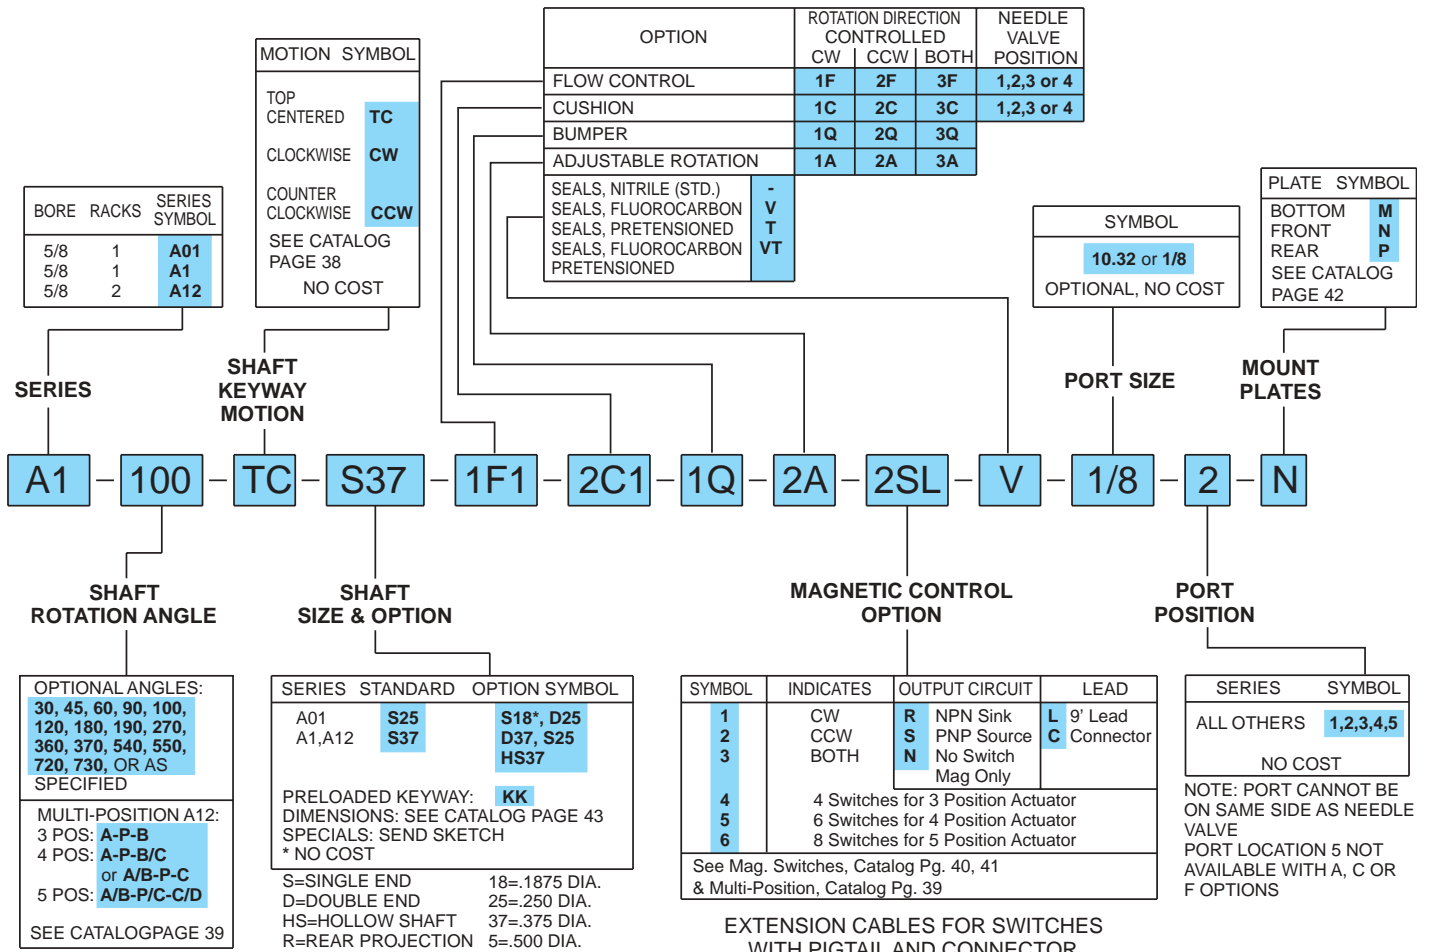 OPTION
ROTATION DIRECTION
CONTROLLED
CW CCW BOTH
NEEDLE
VALVE
POSITION
FLOW CONTROL 1F 2F 3F 1,2,3 or 4
CUSHION 1C 2C 3C 1,2,3 or 4
BUMPER 1Q 2Q 3Q
ADJUSTABLE ROTATION 1A 2A 3A
SEALS, NITRILE (STD.) -
SEALS, FLUOROCARBON V
SEALS, PRETENSIONED T
SEALS, FLUOROCARBON VT
PRETENSIONED
MOTION SYMBOL
TOP
CENTERED TC
CLOCKWISE CW
COUNTER
CLOCKWISE CCW
SEE CATALOG
PAGE 38
NO COST
BORE RACKS SERIES
SYMBOL
5/8 1 A01
5/8 1 A1
5/8 2 A12
SYMBOL
10.32 or 1/8
OPTIONAL, NO COST
PLATE SYMBOL
BOTTOM M
FRONT N
REAR P
SEE CATALOG
PAGE 42
SERIES
SHAFT
KEYWAY
MOTION
PORT SIZE
MOUNT
PLATES
A1 – 100 – TC – S37 – 1F1 – 2C1 – 1Q – 2A – 2SL – V – 1/8 – 2 – N
SHAFT
ROTATION ANGLE
SHAFT
SIZE & OPTION
MAGNETIC CONTROL
OPTION
PORT
POSITION
OPTIONAL ANGLES:
30, 45, 60, 90, 100,
120, 180, 190, 270,
360, 370, 540, 550,
720, 730, OR AS
SPECIFIED
MULTI-POSITION A12:
3 POS: A-P-B
4 POS: A-P-B/C
or A/B-P-C
5 POS: A/B-P/C-C/D
SEE CATALOGPAGE 39
SERIES STANDARD OPTION SYMBOL
A01 S25 S18*, D25
A1,A12 S37 D37, S25
HS37
PRELOADED KEYWAY: KK
DIMENSIONS: SEE CATALOG PAGE 43
SPECIALS: SEND SKETCH
* NO COST
S=SINGLE END 18=.1875 DIA.
D=DOUBLE END 25=.250 DIA.
HS=HOLLOW SHAFT 37=.375 DIA.
R=REAR PROJECTION 5=.500 DIA.
SYMBOL INDICATES OUTPUT CIRCUIT LEAD
1 CW R NPN Sink L 9' Lead
2 CCW S PNP Source C Connector
3 BOTH N No Switch
Mag Only
4 4 Switches for 3 Position Actuator
5 6 Switches for 4 Position Actuator
6 8 Switches for 5 Position Actuator
See Mag. Switches, Catalog Pg. 40, 41
& Multi-Position, Catalog Pg. 39
EXTENSION CABLES FOR SWITCHES
WITH PIGTAIL AND CONNECTOR
SERIES SYMBOL
ALL OTHERS 1,2,3,4,5
NO COST
NOTE: PORT CANNOT BE
ON SAME SIDE AS NEEDLE
VALVE
PORT LOCATION 5 NOT
AVAILABLE WITH A, C OR
F OPTIONS